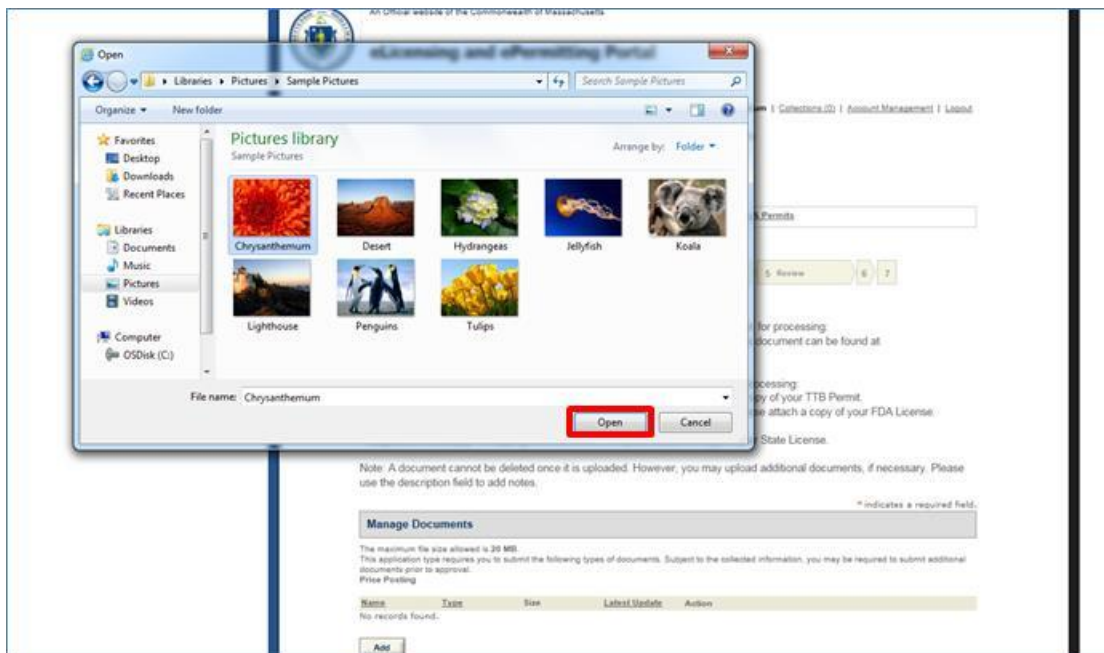 An Official website of the Commonwealth of Massachusetts
eLicensing and ePermitting Portal
Open
Libraries ▸ Pictures ▸ Sample Pictures
Search Sample Pictures
Organize
New folder
Collections (0) | Account Management | Logout
Favorites
Desktop
Downloads
Recent Places
Libraries
Documents
Music
Pictures
Videos
Computer
OSDisk (C:)
Pictures library
Sample Pictures
Arrange by: Folder
Chrysanthemum
Desert
Hydrangeas
Jellyfish
Koala
Lighthouse
Penguins
Tulips
File name: Chrysanthemum
Open
Cancel
Permits
5 Review
6
7
for processing:
document can be found at
py of your TTB Permit.
attach a copy of your FDA License.
State License.
Note: A document cannot be deleted once it is uploaded. However, you may upload additional documents, if necessary. Please
use the description field to add notes.
* indicates a required field.
Manage Documents
The maximum file size allowed is 20 MB.
This application type requires you to submit the following types of documents. Subject to the collected information, you may be required to submit additional
documents prior to approval.
Price Posting
Name
Type
Size
Latest Update
Action
No records found.
Add